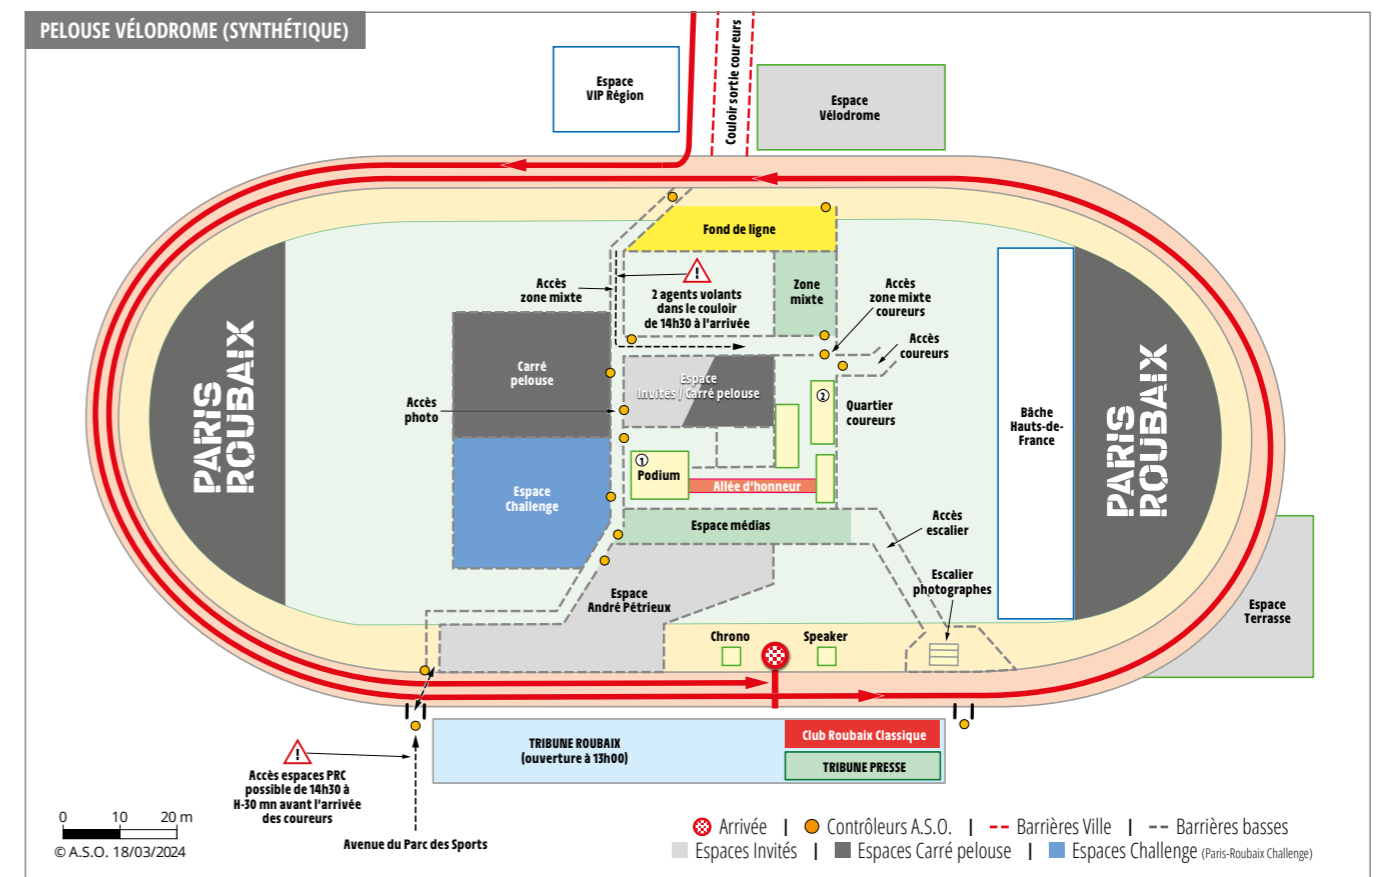 PELOUSE VÉLODROME (SYNTHÉTIQUE)
Espace
VIP Région
Couloir sortie coureurs
Espace
Vélodrome
Fond de ligne
Accès
zone mixte
!
2 agents volants
dans le couloir
de 14h30 à l'arrivée
Zone
mixte
Accès
zone mixte
coureurs
Accès
coureurs
Carré
pelouse
Espace
Invités / Carré pelouse
Accès
photo
2
Quartier
coureurs
Bâche
Hauts-de-
France
PARIS
ROUBAIX
PARIS
ROUBAIX
1
Podium
Allée d'honneur
Espace
Challenge
Espace médias
Accès
escalier
Escalier
photographes
Espace
André Pétrieux
Espace
Terrasse
Chrono
Speaker
TRIBUNE ROUBAIX
(ouverture à 13h00)
Club Roubaix Classique
TRIBUNE PRESSE
!
Accès espaces PRC
possible de 14h30 à
H-30 mn avant l'arrivée
des coureurs
Avenue du Parc des Sports
0 10 20 m
© A.S.O. 18/03/2024
Arrivée | Contrôleurs A.S.O. | Barrières Ville | Barrières basses
Espaces Invités | Espaces Carré pelouse | Espaces Challenge (Paris-Roubaix Challenge)